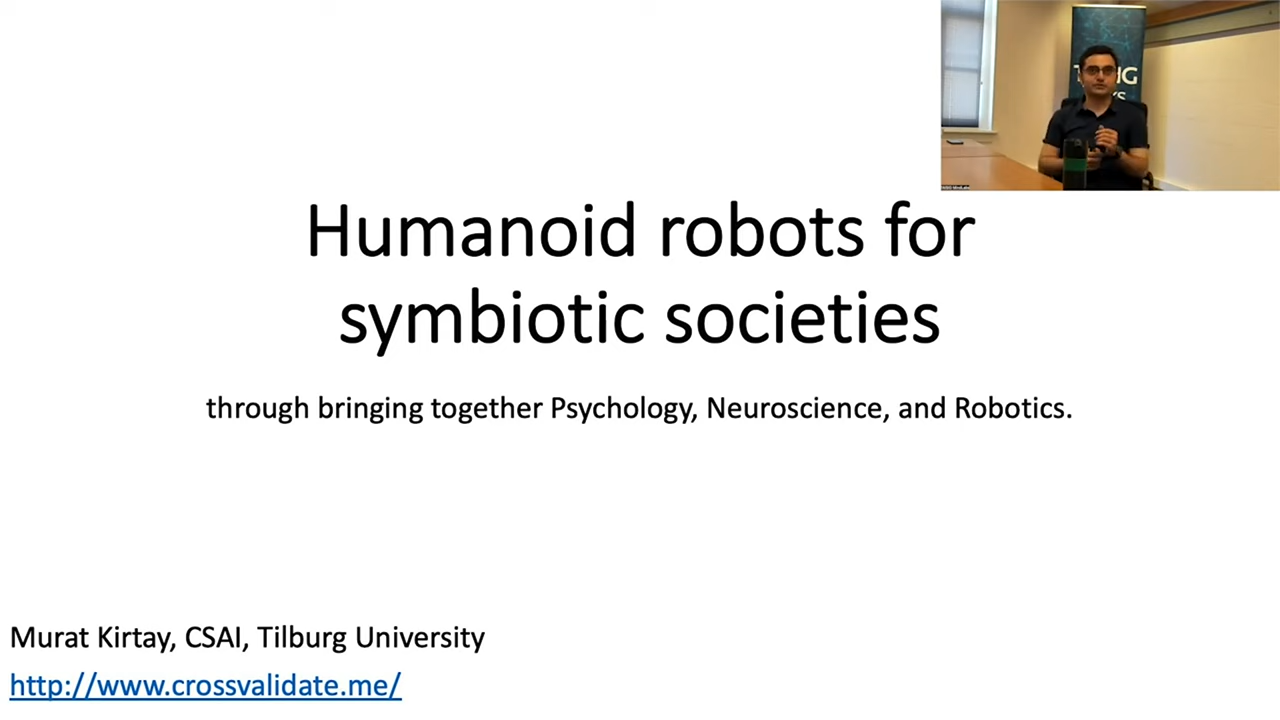 Humanoid robots for
symbiotic societies
through bringing together Psychology, Neuroscience, and Robotics.
Murat Kirtay, CSAI, Tilburg University
http://www.crossvalidate.me/